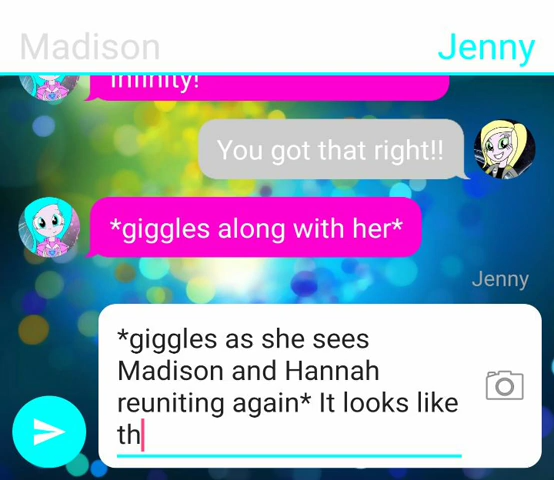 Madison
Jenny
infinity!
You got that right!!
*giggles along with her*
Jenny
*giggles as she sees
Madison and Hannah
reuniting again* It looks like
th